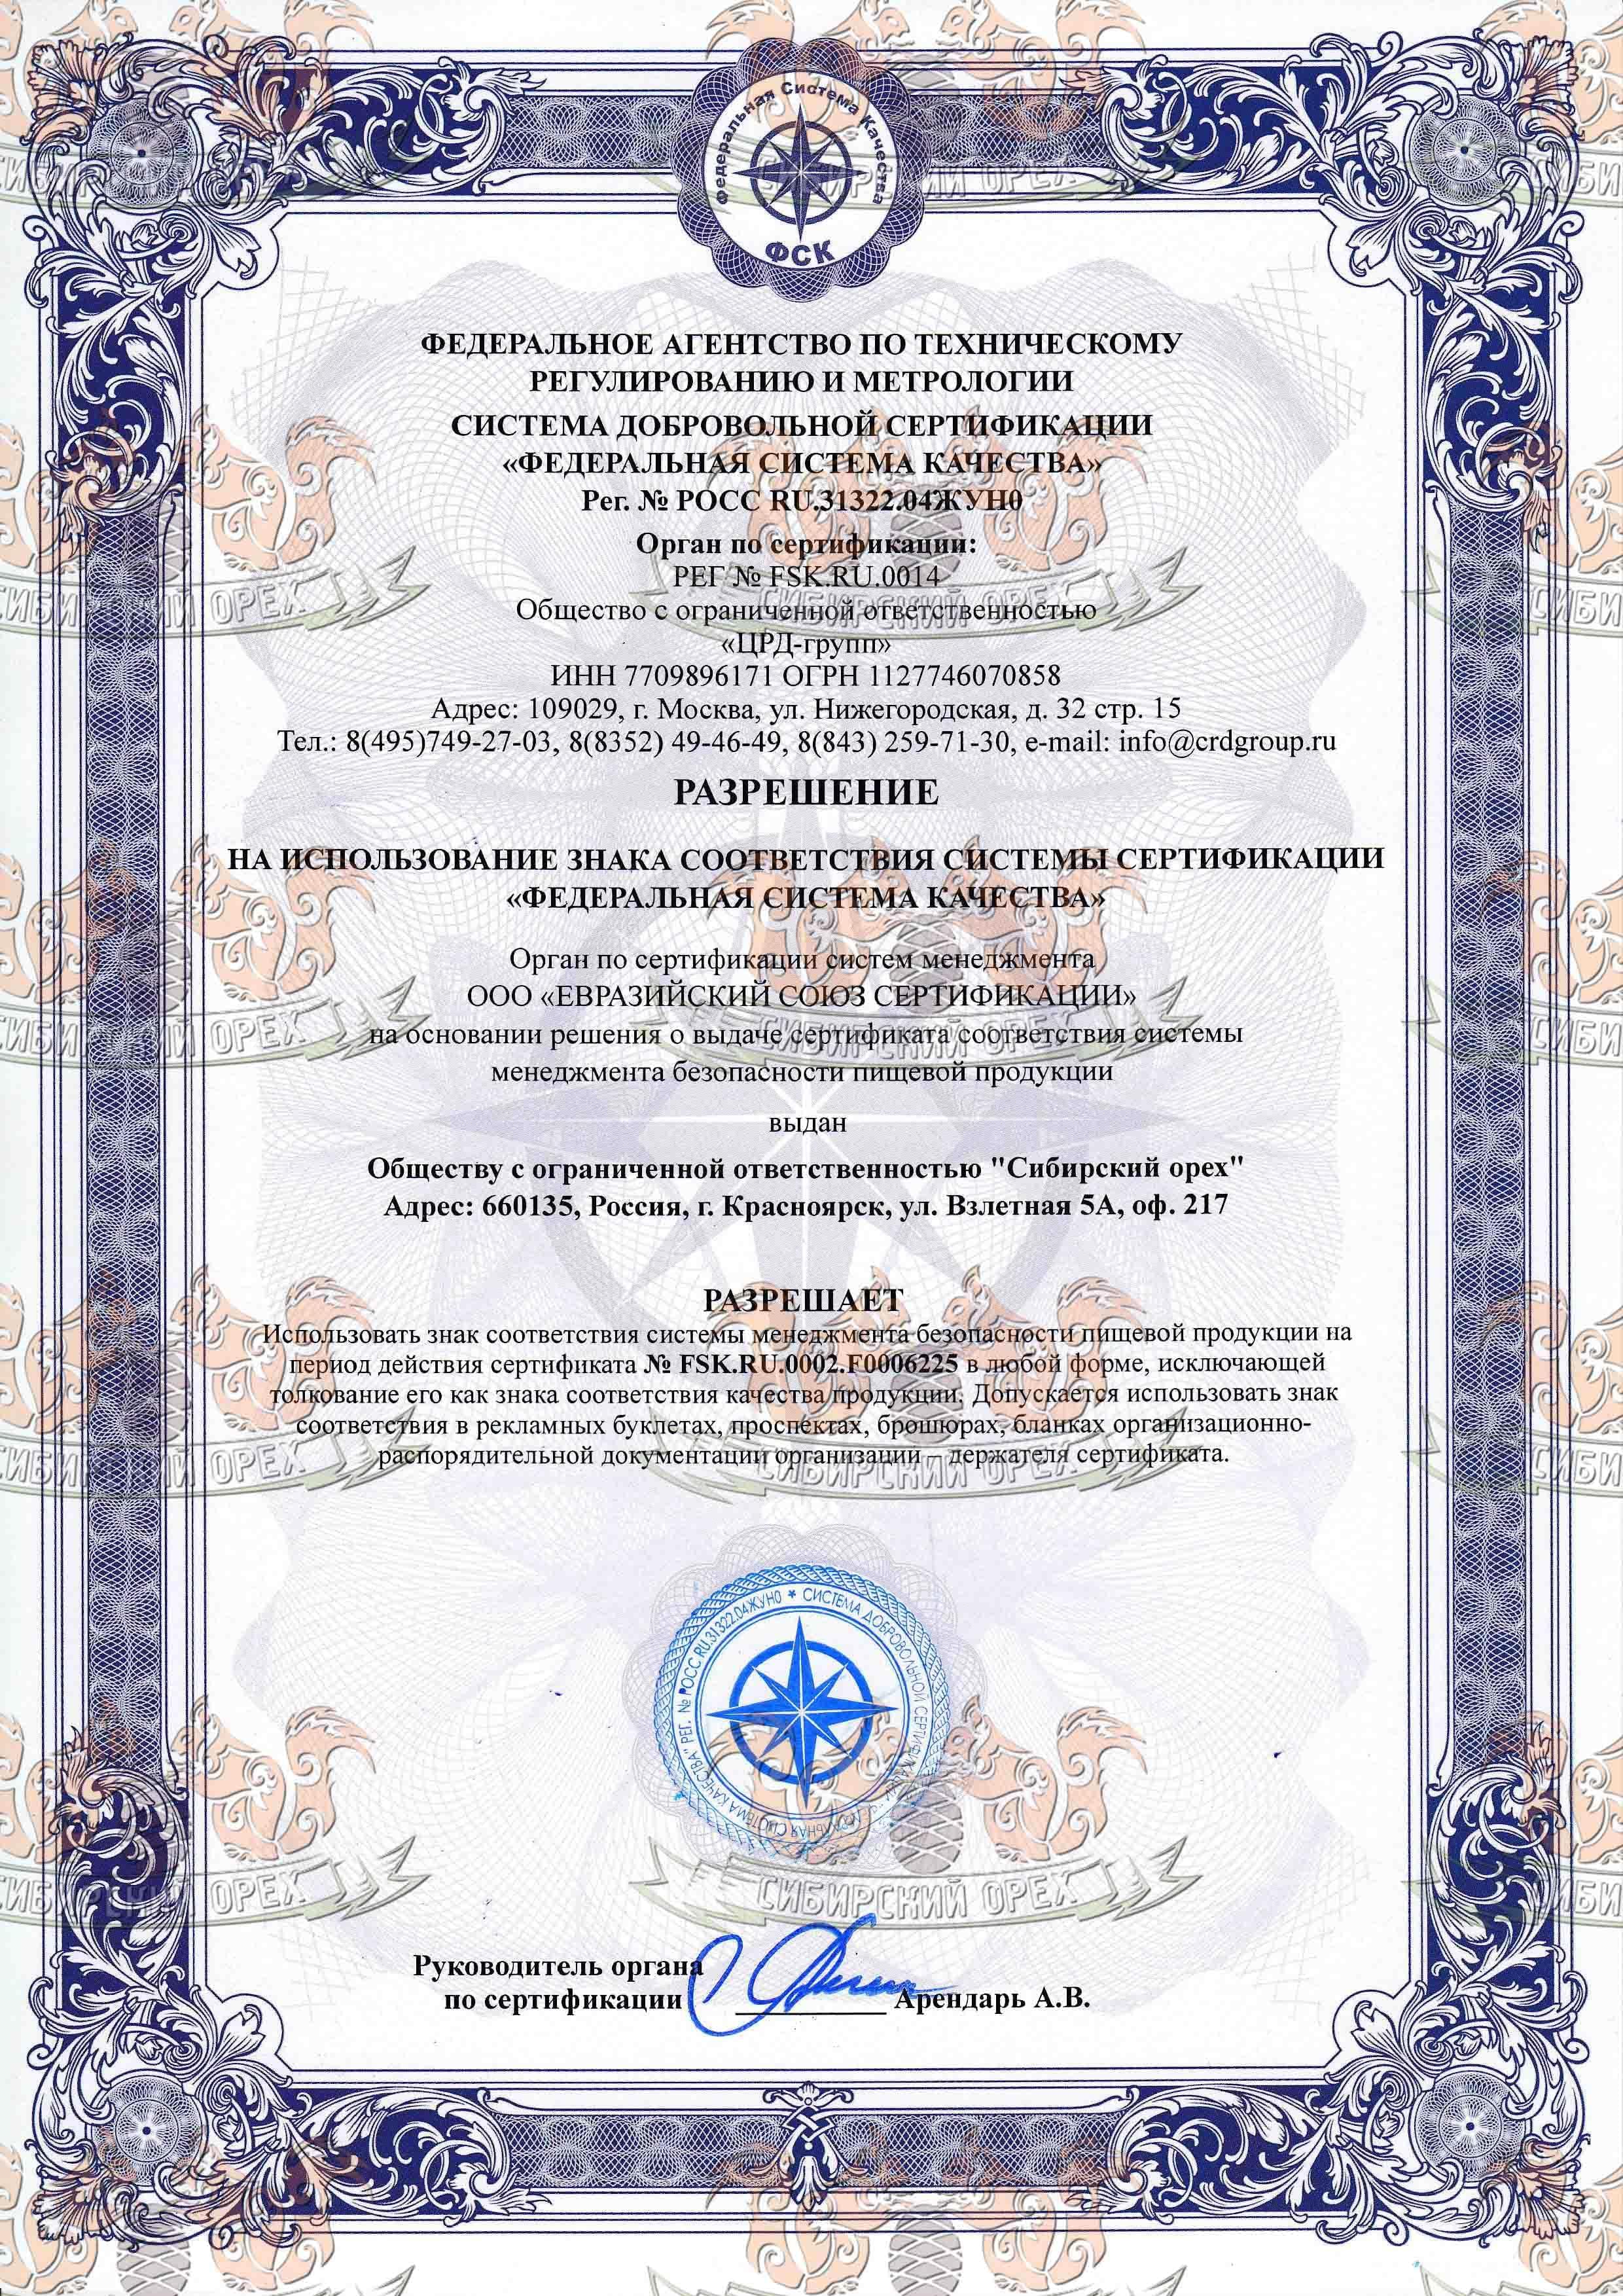 Федеральная Система Качества
ФСК
ФЕДЕРАЛЬНОЕ АГЕНТСТВО ПО ТЕХНИЧЕСКОМУ
РЕГУЛИРОВАНИЮ И МЕТРОЛОГИИ
СИСТЕМА ДОБРОВОЛЬНОЙ СЕРТИФИКАЦИИ
«ФЕДЕРАЛЬНАЯ СИСТЕМА КАЧЕСТВА»
Рег. № РОСС RU.31322.04ЖУН0
Орган по сертификации:
РЕГ № FSK.RU.0014
Общество с ограниченной ответственностью
«ЦРД-групп»
ИНН 7709896171 ОГРН 1127746070858
Адрес: 109029, г. Москва, ул. Нижегородская, д. 32 стр. 15
Тел.: 8(495)749-27-03, 8(8352) 49-46-49, 8(843) 259-71-30, e-mail: info@crdgroup.ru
РАЗРЕШЕНИЕ
НА ИСПОЛЬЗОВАНИЕ ЗНАКА СООТВЕТСТВИЯ СИСТЕМЫ СЕРТИФИКАЦИИ
«ФЕДЕРАЛЬНАЯ СИСТЕМА КАЧЕСТВА»
Орган по сертификации систем менеджмента
ООО «ЕВРАЗИЙСКИЙ СОЮЗ СЕРТИФИКАЦИИ»
на основании решения о выдаче сертификата соответствия системы
менеджмента безопасности пищевой продукции
выдан
Обществу с ограниченной ответственностью "Сибирский орех"
Адрес: 660135, Россия, г. Красноярск, ул. Взлетная 5А, оф. 217
РАЗРЕШАЕТ
Использовать знак соответствия системы менеджмента безопасности пищевой продукции на
период действия сертификата № FSK.RU.0002.F0006225 в любой форме, исключающей
толкование его как знака соответствия качества продукции. Допускается использовать знак
соответствия в рекламных буклетах, проспектах, брошюрах, бланках организационно-
распорядительной документации организации – держателя сертификата.
СИСТЕМА ДОБРОВОЛЬНОЙ СЕРТИФИКАЦИИ
СИСТЕМА КАЧЕСТВА" РЕГ. № РОСС RU.31322.04ЖУН0 *
СИБИРСКИЙ ОРЕХ
Руководитель органа
по сертификации
Арендарь А.В.